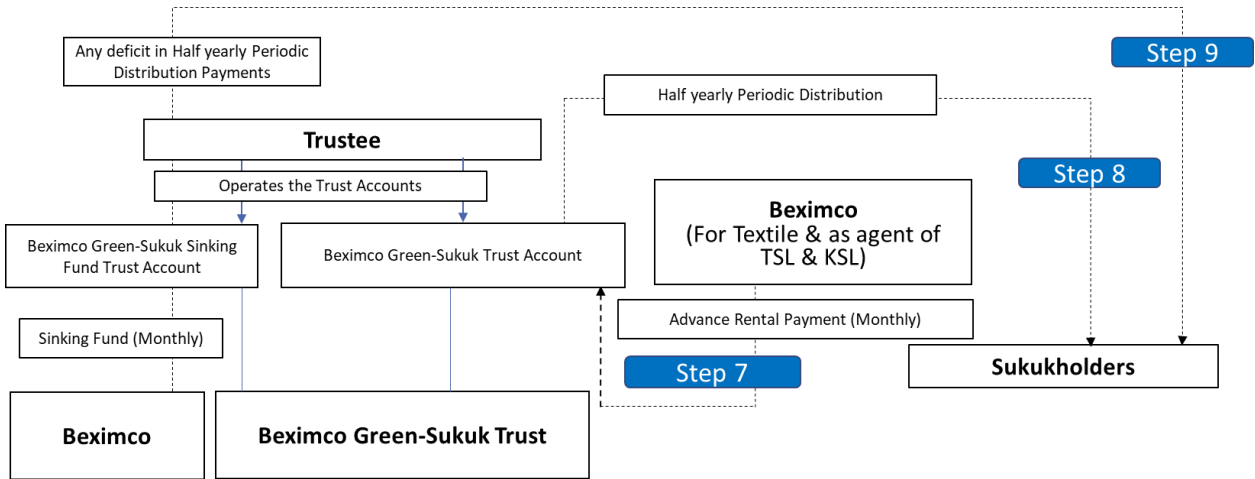 Any deficit in Half yearly Periodic
Distribution Payments
Step 9
Half yearly Periodic Distribution
Trustee
Step 8
Operates the Trust Accounts
Beximco
(For Textile & as agent of
TSL & KSL)
Beximco Green-Sukuk Sinking
Fund Trust Account
Beximco Green-Sukuk Trust Account
Sinking Fund (Monthly)
Advance Rental Payment (Monthly)
Step 7
Sukukholders
Beximco
Beximco Green-Sukuk Trust